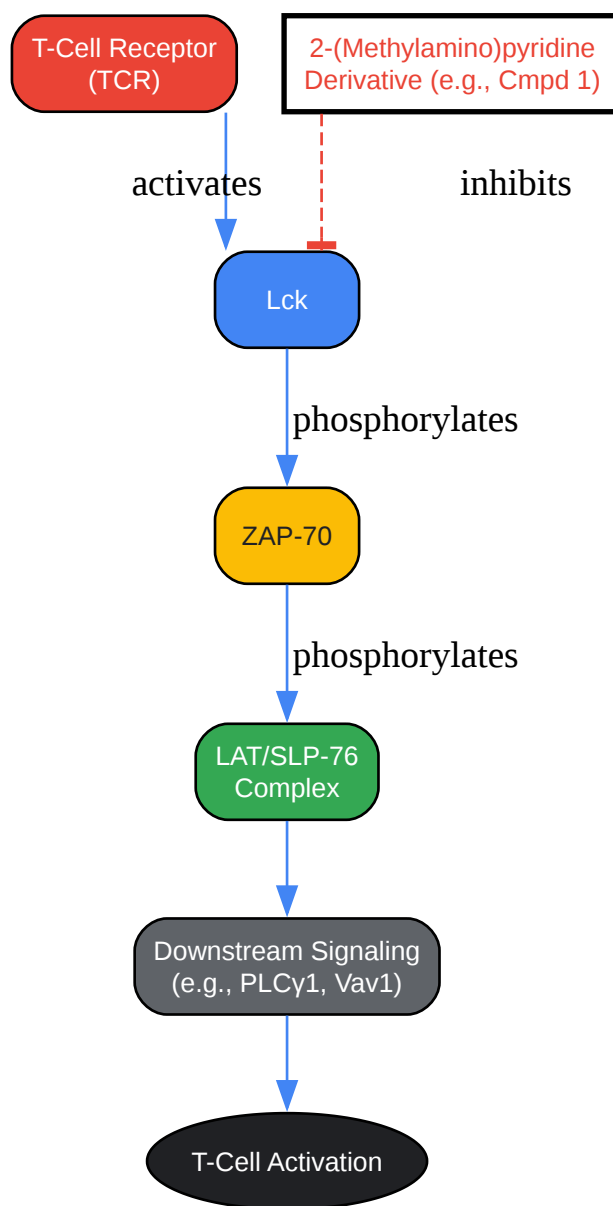 T-Cell Receptor
(TCR)
2-(Methylamino)pyridine
Derivative (e.g., Cmpd 1)
activates
inhibits
Lck
phosphorylates
ZAP-70
phosphorylates
LAT/SLP-76
Complex
Downstream Signaling
(e.g., PLCγ1, Vav1)
T-Cell Activation